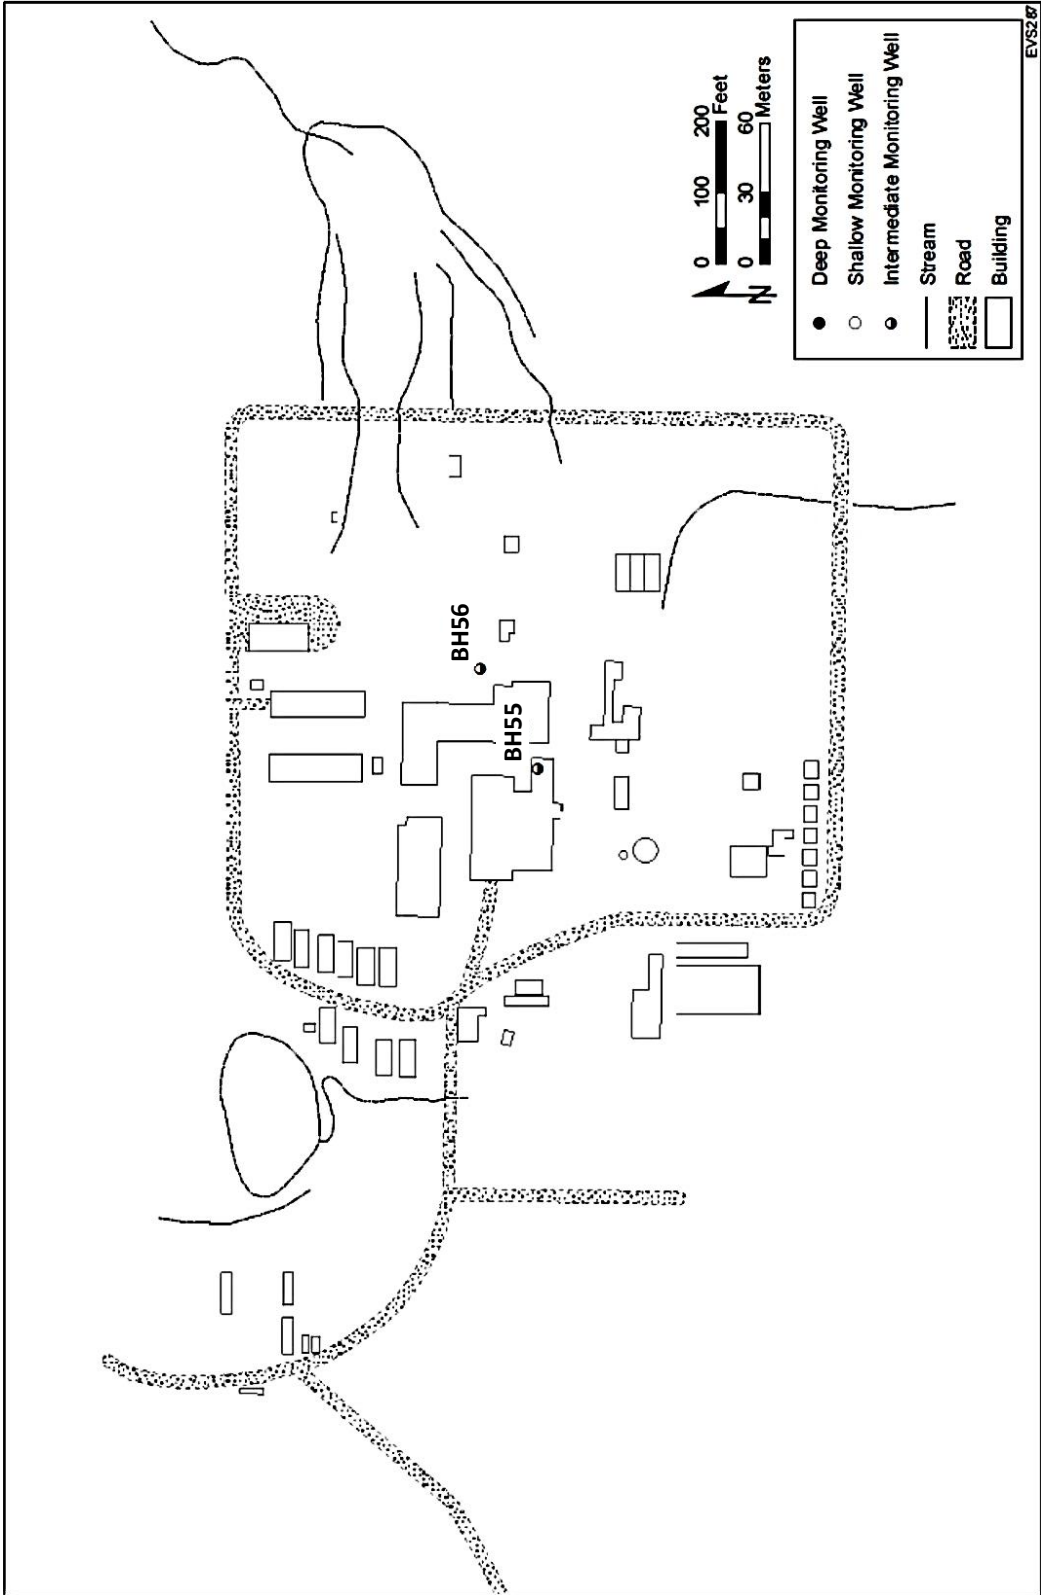 BH56
BH55
0 100 200
Feet
0 30 60
Meters
N
Deep Monitoring Well
Shallow Monitoring Well
Intermediate Monitoring Well
Stream
Road
Building
EVS287